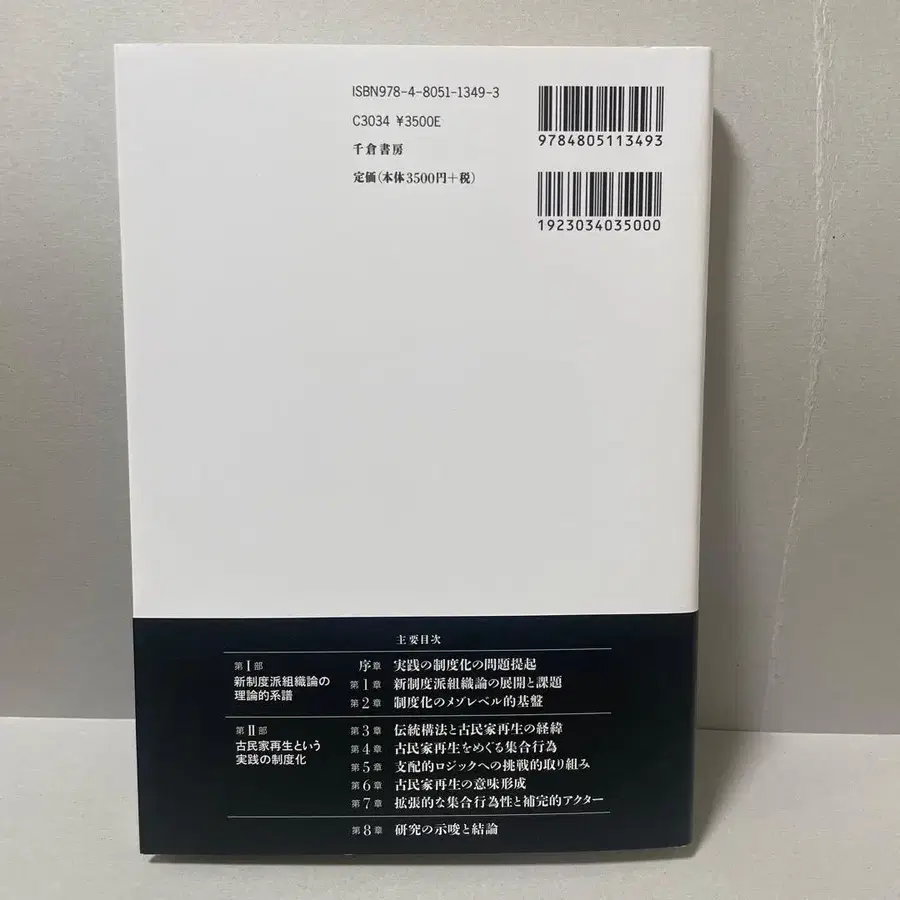 ISBN978-4-8051-1349-3
C3034 ¥3500E
千倉書房
定価(本体3500円+税)
9784805113493
1923034035000
主要目次
第Ⅰ部
新制度派組織論の
理論的系譜
序章 実践の制度化の問題提起
第1章 新制度派組織論の展開と課題
第2章 制度化のメゾレベル的基盤
第Ⅱ部
古民家再生という
実践の制度化
第3章 伝統構法と古民家再生の経緯
第4章 古民家再生をめぐる集合行為
第5章 支配的ロジックへの挑戦的取り組み
第6章 古民家再生の意味形成
第7章 拡張的な集合行為性と補完的アクター
第8章 研究の示唆と結論